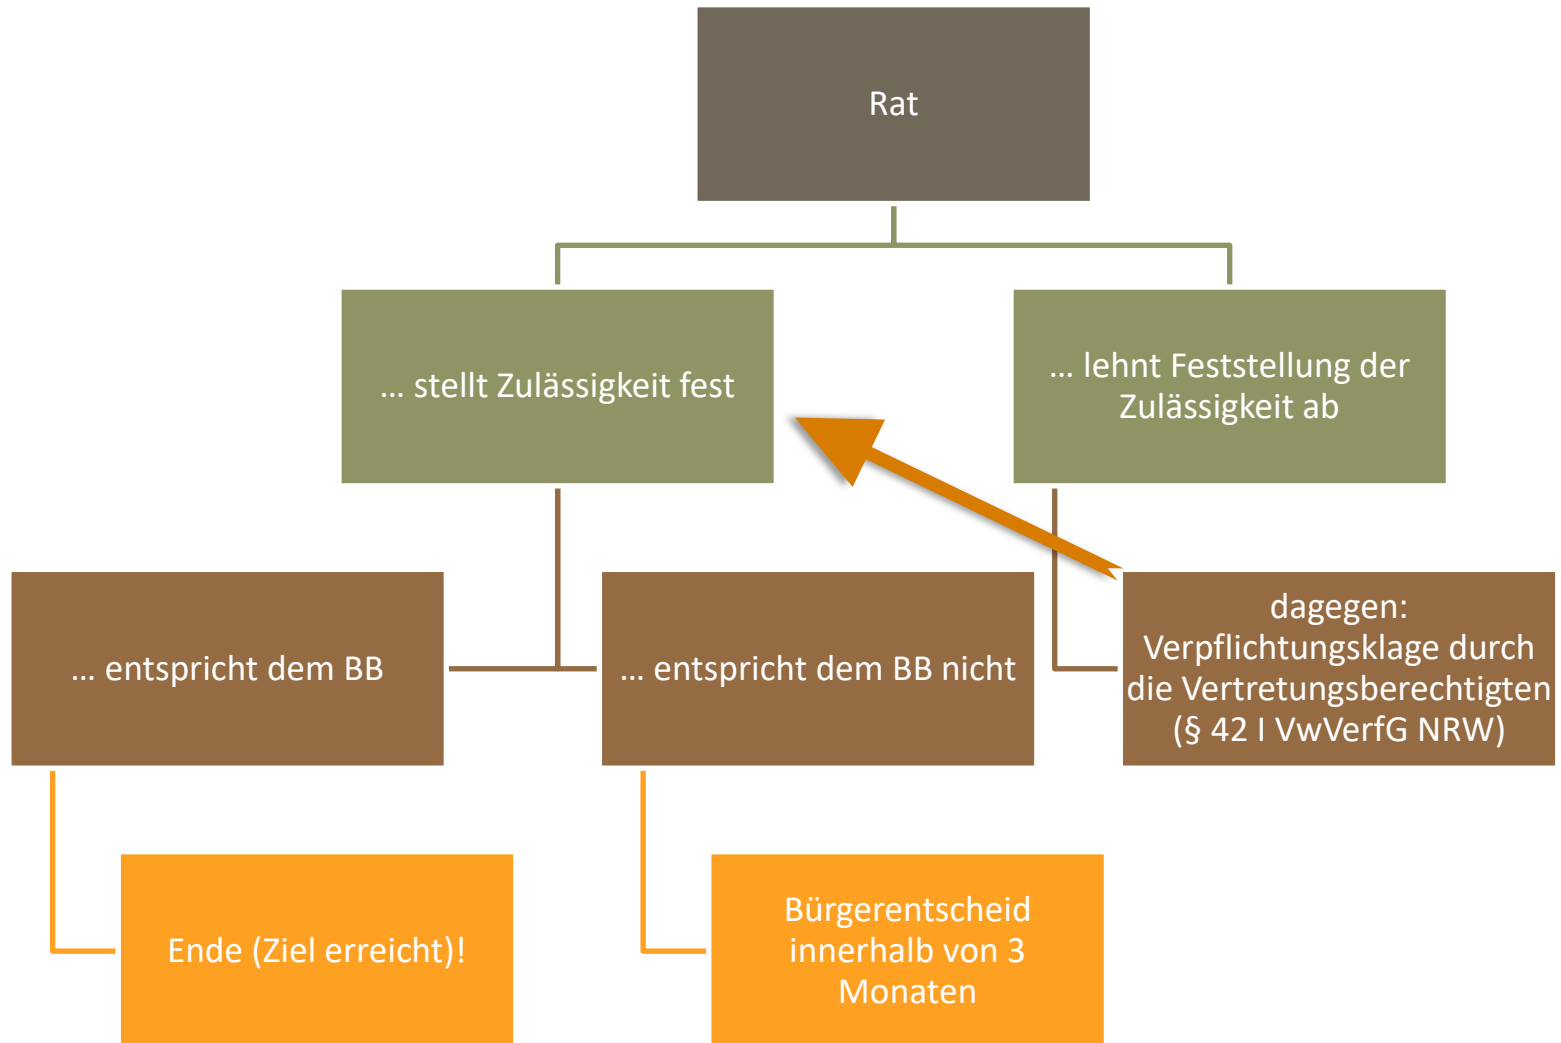 Rat
... stellt Zulässigkeit fest
... lehnt Feststellung der
Zulässigkeit ab
... entspricht dem BB
... entspricht dem BB nicht
dagegen:
Verpflichtungsklage durch
die Vertretungsberechtigten
(§ 42 I VwVerfG NRW)
Ende (Ziel erreicht)!
Bürgerentscheid
innerhalb von 3
Monaten